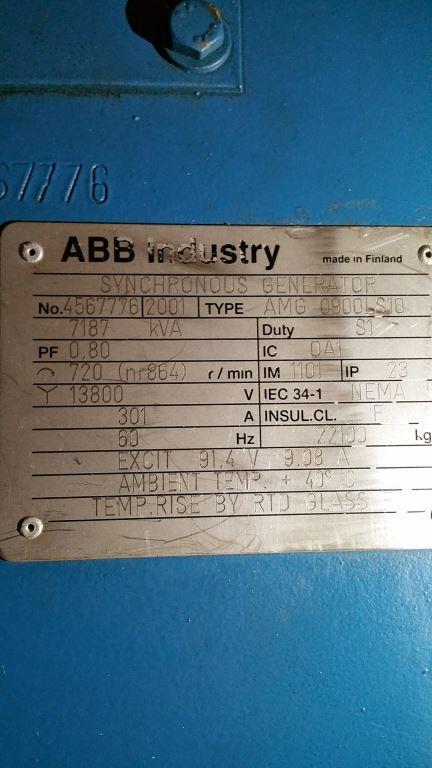 67776
ABB Industry made in Finland
SYNCHRONOUS GENERATOR
No. 4567776 2001 TYPE AMG 0900LS10
7187 kVA Duty S1
PF 0,80 IC 0A1
720 (nr864) r/min IM 1101 IP 23
Y 13800 V IEC 34-1 NEMA
301 A INSUL.CL. F
60 Hz 22100 kg
EXCIT 91,4 V 9,08 A
AMBIENT TEMP. + 40° C
TEMP.RISE BY RTD CLASS F